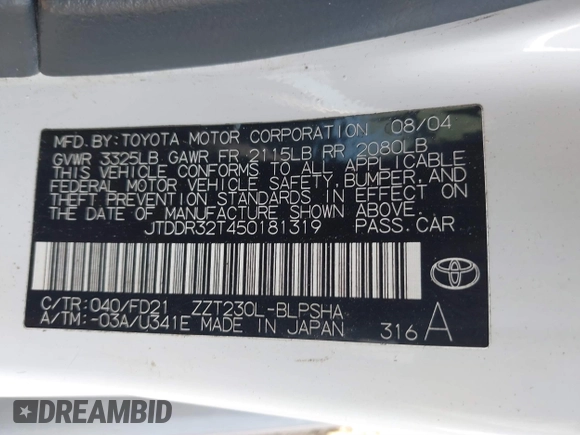 MFD. BY: TOYOTA MOTOR CORPORATION 08/04
GVWR 3325LB GAWR FR 2115LB RR 2080LB
THIS VEHICLE CONFORMS TO ALL APPLICABLE
FEDERAL MOTOR VEHICLE SAFETY, BUMPER, AND
THEFT PREVENTION STANDARDS IN EFFECT ON
THE DATE OF MANUFACTURE SHOWN ABOVE.
JTDDR32T450181319 PASS. CAR
C/TR: 040/FD21 ZZT230L-BLPSHA
A/TM: -03A/U341E MADE IN JAPAN 316 A
DREAMBID